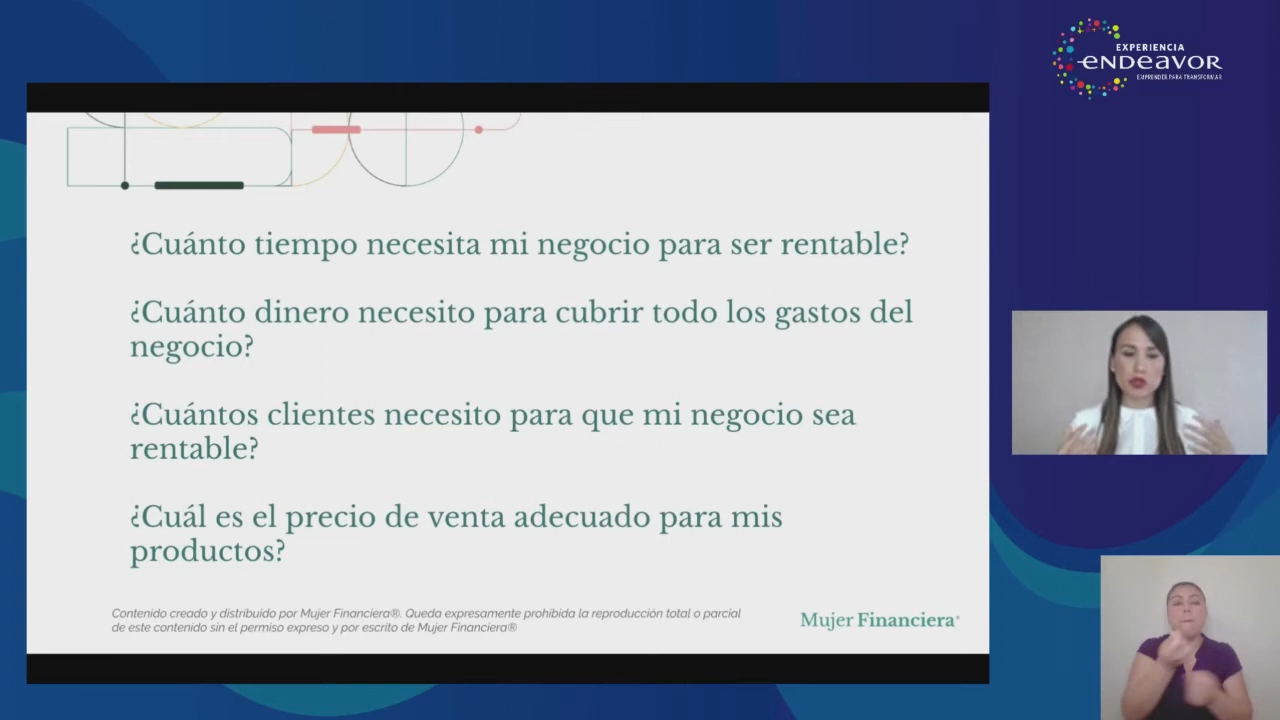 EXPERIENCIA
ENDEAVOR
EMPRENDER PARA TRANSFORMAR
¿Cuánto tiempo necesita mi negocio para ser rentable?
¿Cuánto dinero necesito para cubrir todo los gastos del
negocio?
¿Cuántos clientes necesito para que mi negocio sea
rentable?
¿Cuál es el precio de venta adecuado para mis
productos?
Contenido creado y distribuido por Mujer Financiera®. Queda expresamente prohibida la reproducción total o parcial
de este contenido sin el permiso expreso y por escrito de Mujer Financiera®
Mujer Financiera®